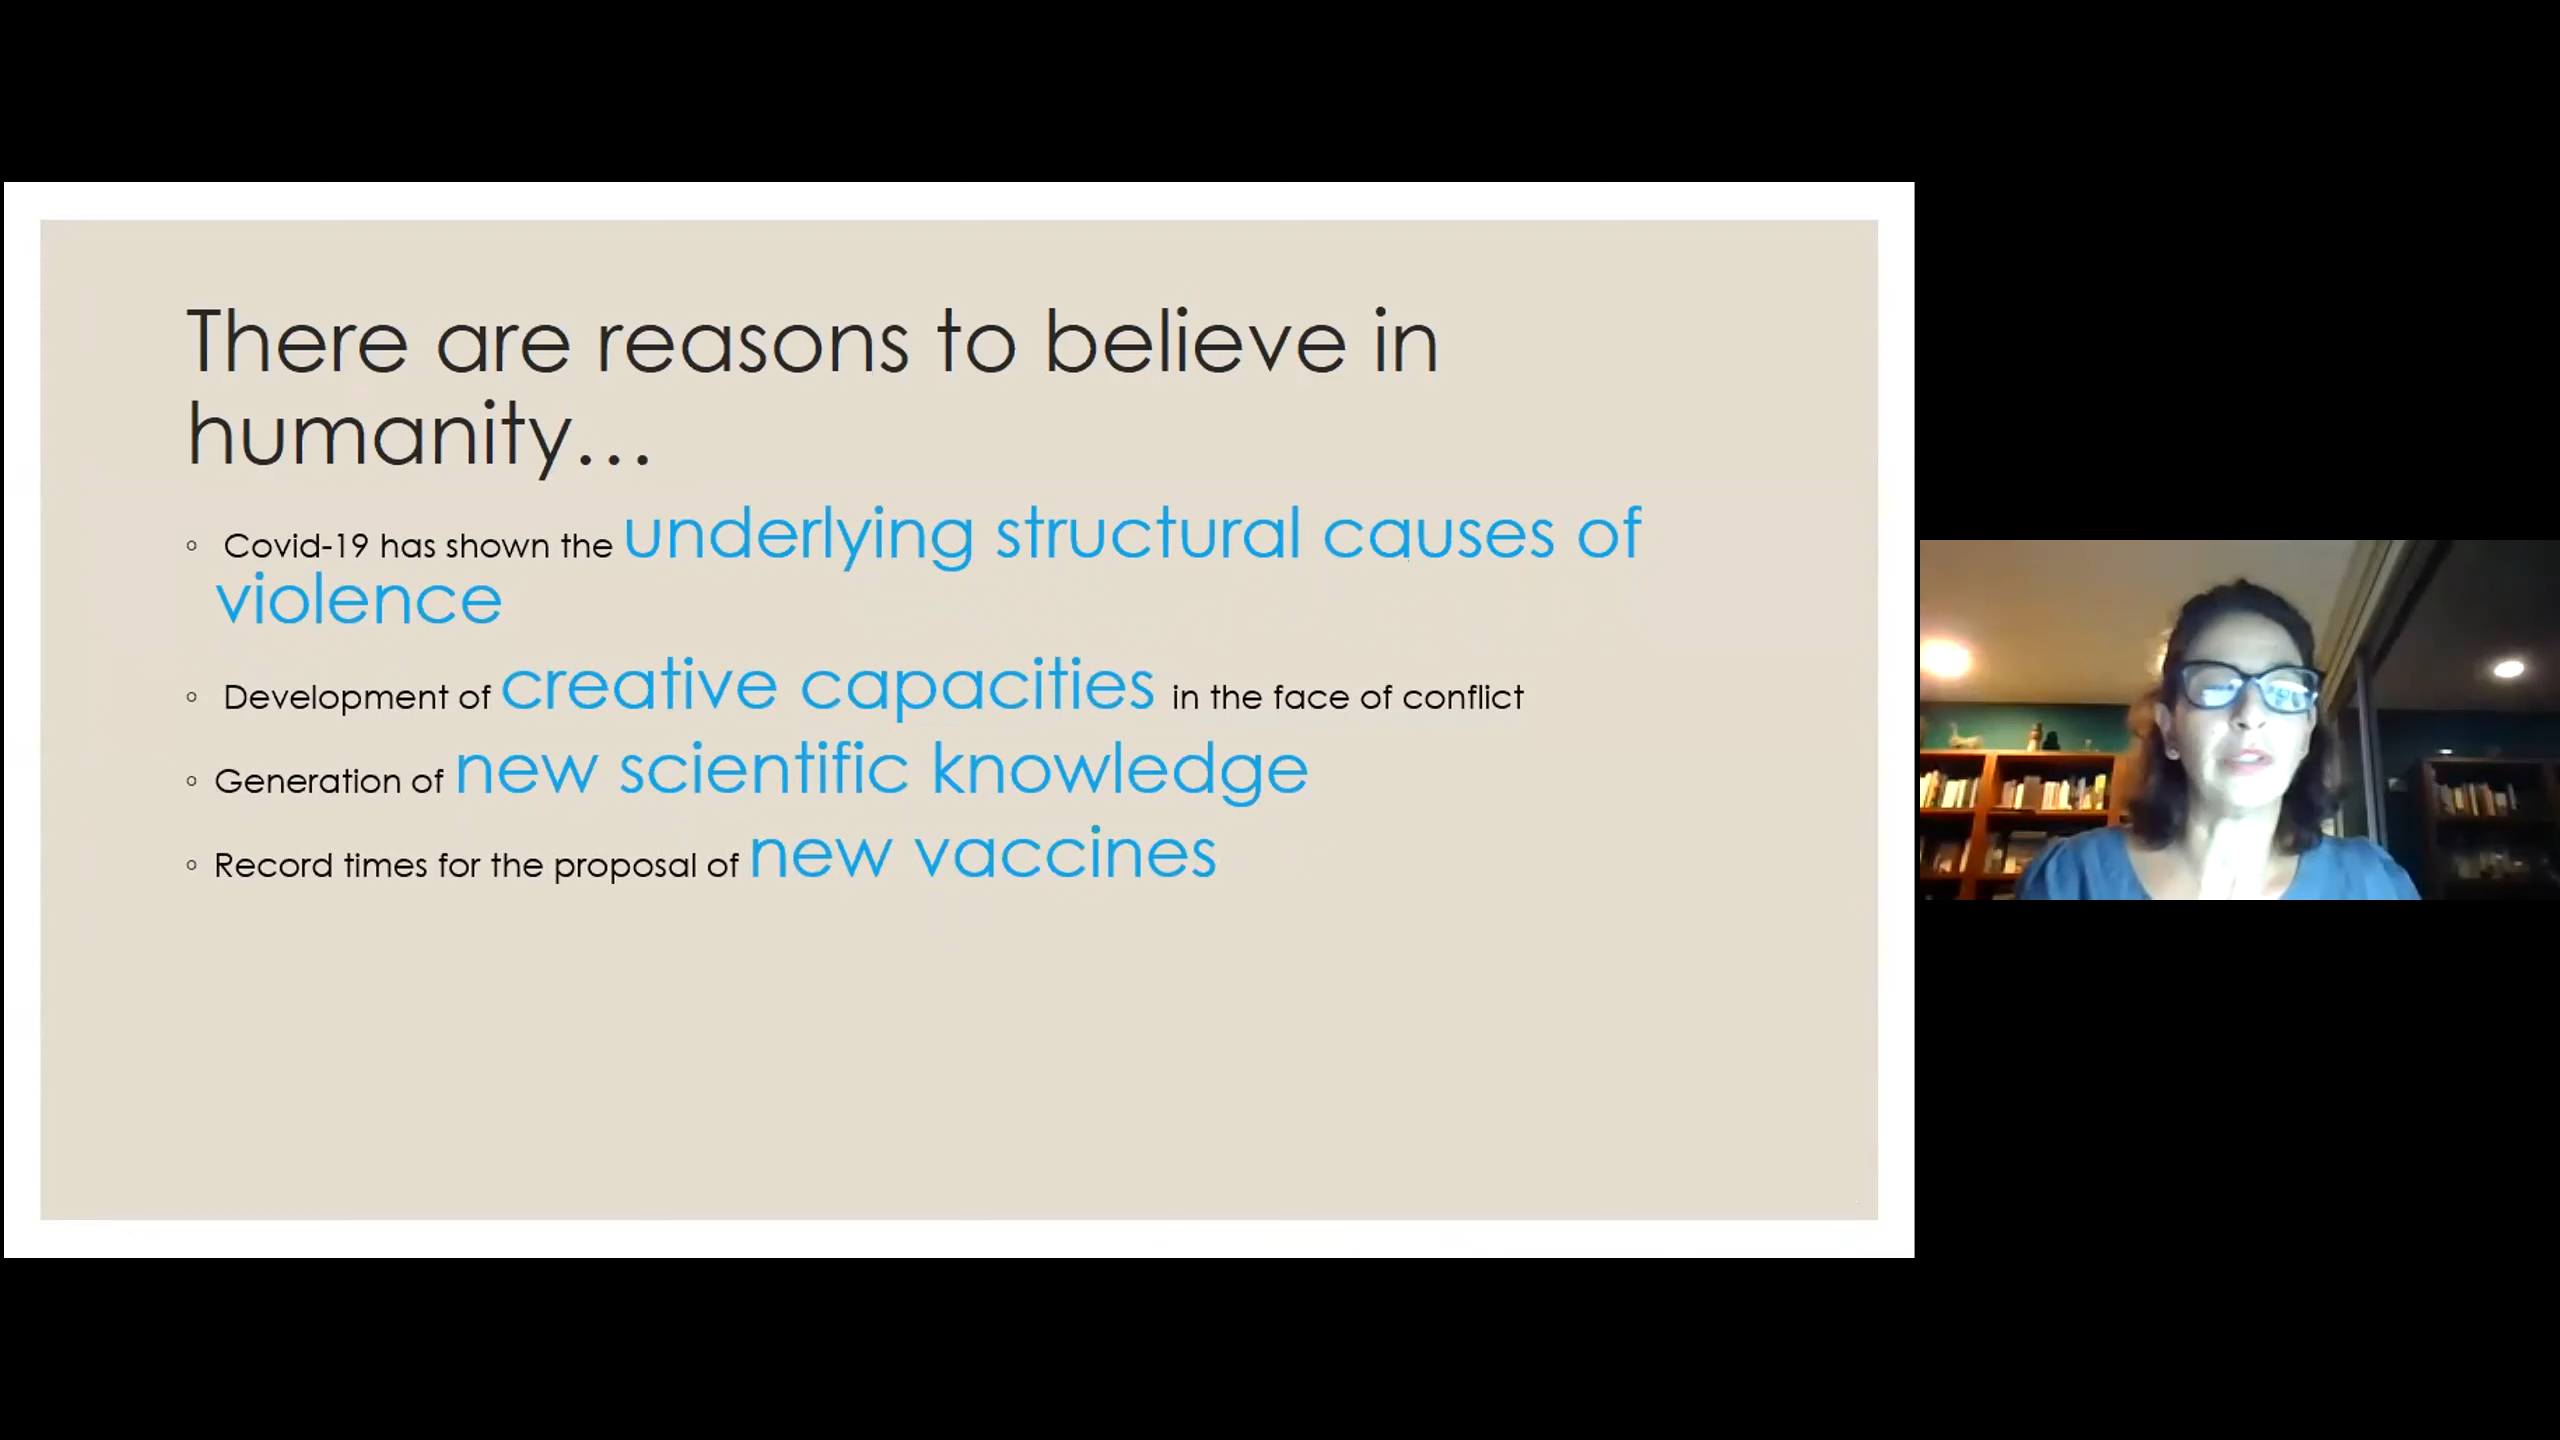 There are reasons to believe in
humanity…
◦ Covid-19 has shown the underlying structural causes of
violence
◦ Development of creative capacities in the face of conflict
◦ Generation of new scientific knowledge
◦ Record times for the proposal of new vaccines